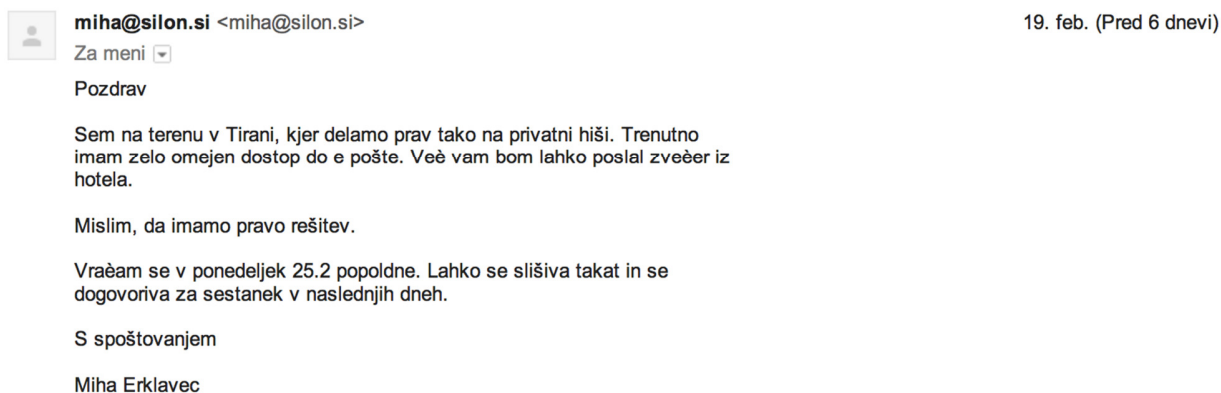 miha@silon.si <miha@silon.si>
19. feb. (Pred 6 dnevi)
Za meni
Pozdrav
Sem na terenu v Tirani, kjer delamo prav tako na privatni hiši. Trenutno
imam zelo omejen dostop do e pošte. Veè vam bom lahko poslal zveèer iz
hotela.
Mislim, da imamo pravo rešitev.
Vraèam se v ponedeljek 25.2 popoldne. Lahko se slišiva takat in se
dogovoriva za sestanek v naslednjih dneh.
S spoštovanjem
Miha Erklavec